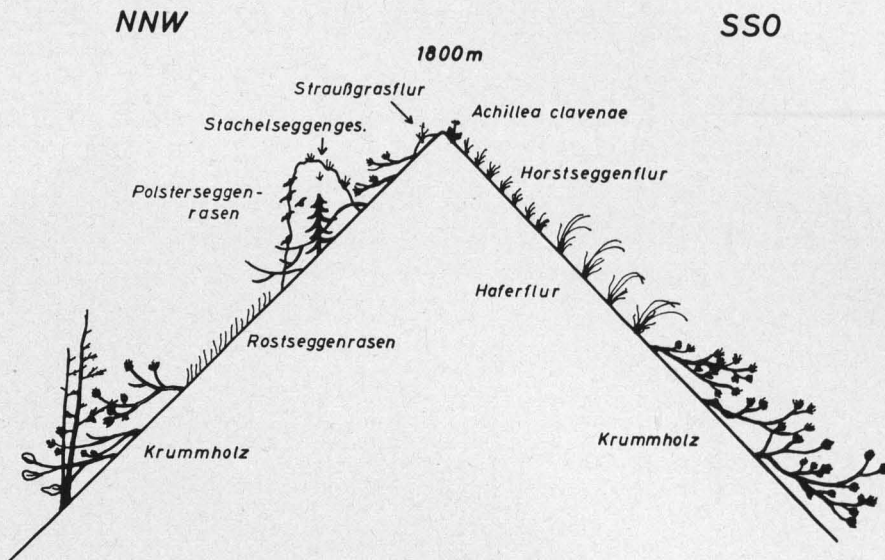 NNW
SSO
1800m
Straußgrasflur
Achillea clavenae
Stachelseggenges.
Horstseggenflur
Polsterseggen-
rasen
Haferflur
Rostseggenrasen
Krummholz
Krummholz